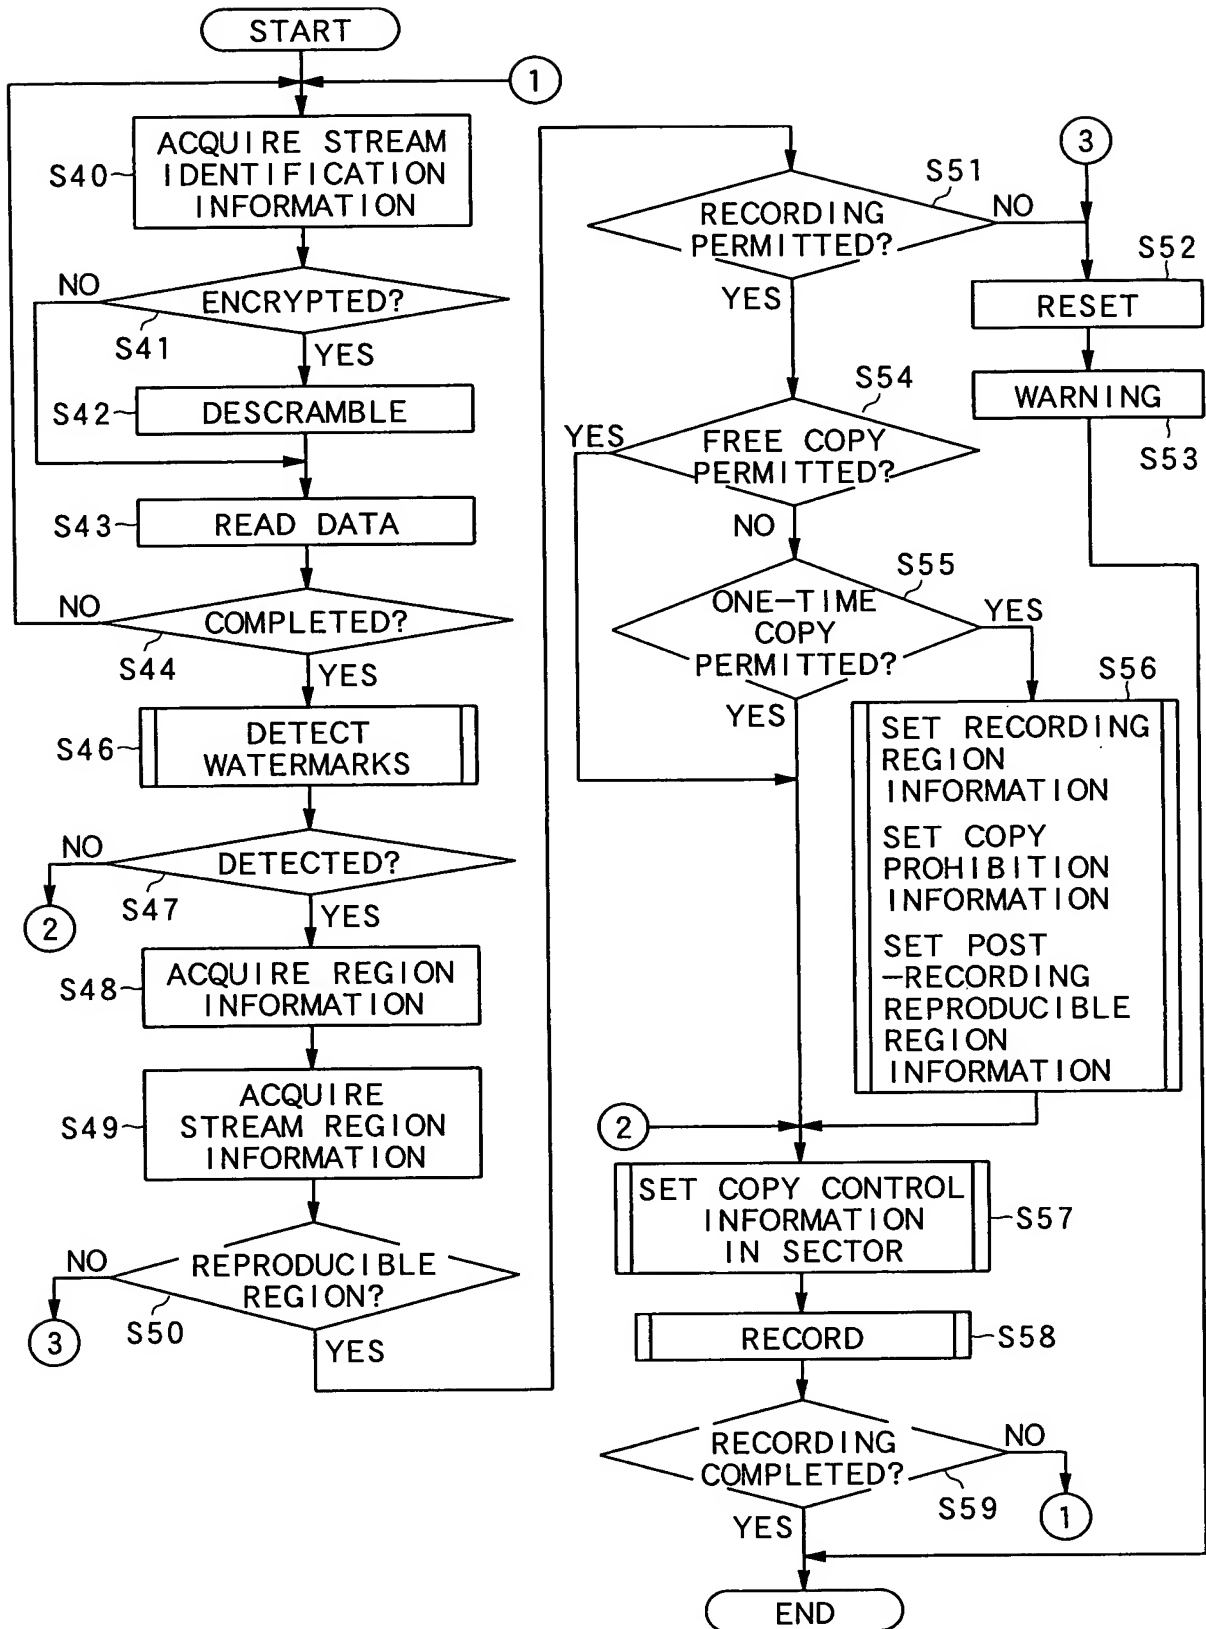 START
1
ACQUIRE STREAM
IDENTIFICATION
INFORMATION
S40
ENCRYPTED?
NO
S41
YES
DESCRAMBLE
S42
READ DATA
S43
COMPLETED?
NO
S44
YES
DETECT
WATERMARKS
S46
DETECTED?
NO
S47
YES
2
ACQUIRE REGION
INFORMATION
S48
ACQUIRE
STREAM REGION
INFORMATION
S49
REPRODUCIBLE
REGION?
NO
S50
YES
3
3
RECORDING
PERMITTED?
S51
NO
YES
S52
RESET
WARNING
S53
S54
FREE COPY
PERMITTED?
YES
NO
S55
ONE-TIME
COPY
PERMITTED?
YES
YES
S56
SET RECORDING
REGION
INFORMATION
SET COPY
PROHIBITION
INFORMATION
SET POST
-RECORDING
REPRODUCIBLE
REGION
INFORMATION
2
SET COPY CONTROL
INFORMATION
IN SECTOR
S57
RECORD
S58
RECORDING
COMPLETED?
NO
S59
1
YES
END